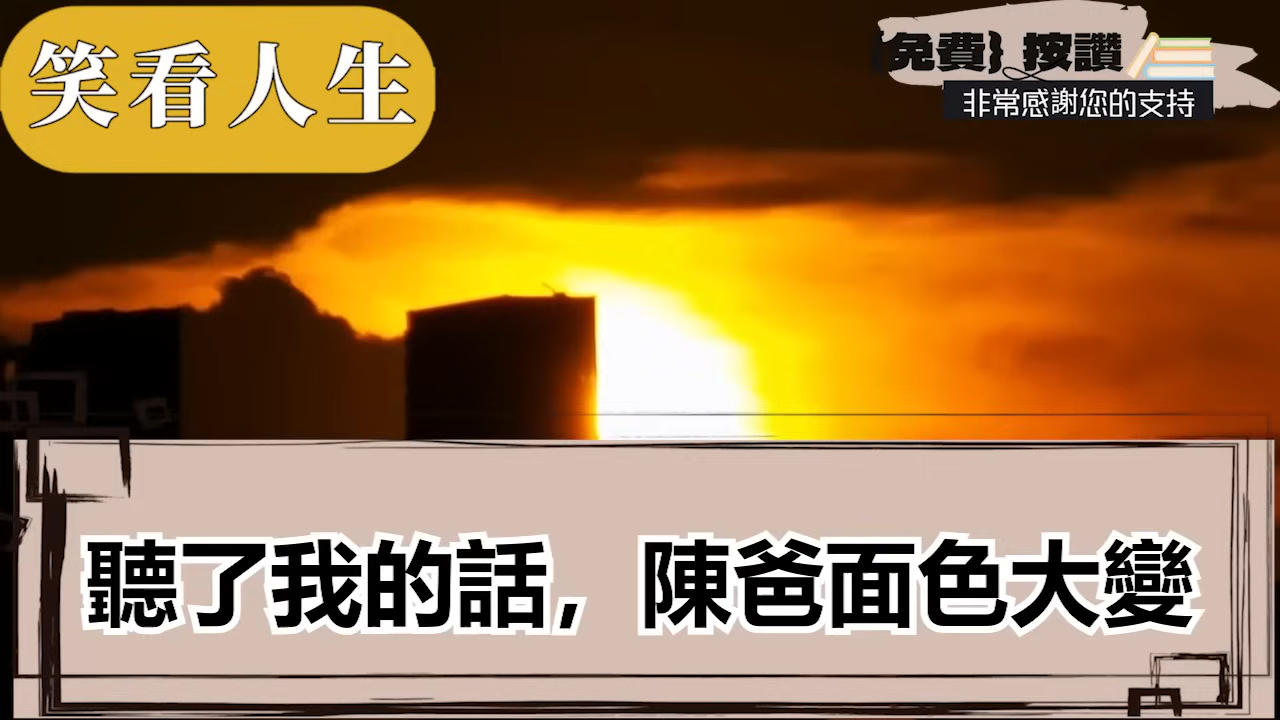 笑看人生
{免費} 按讚
非常感謝您的支持
聽了我的話，陳爸面色大變